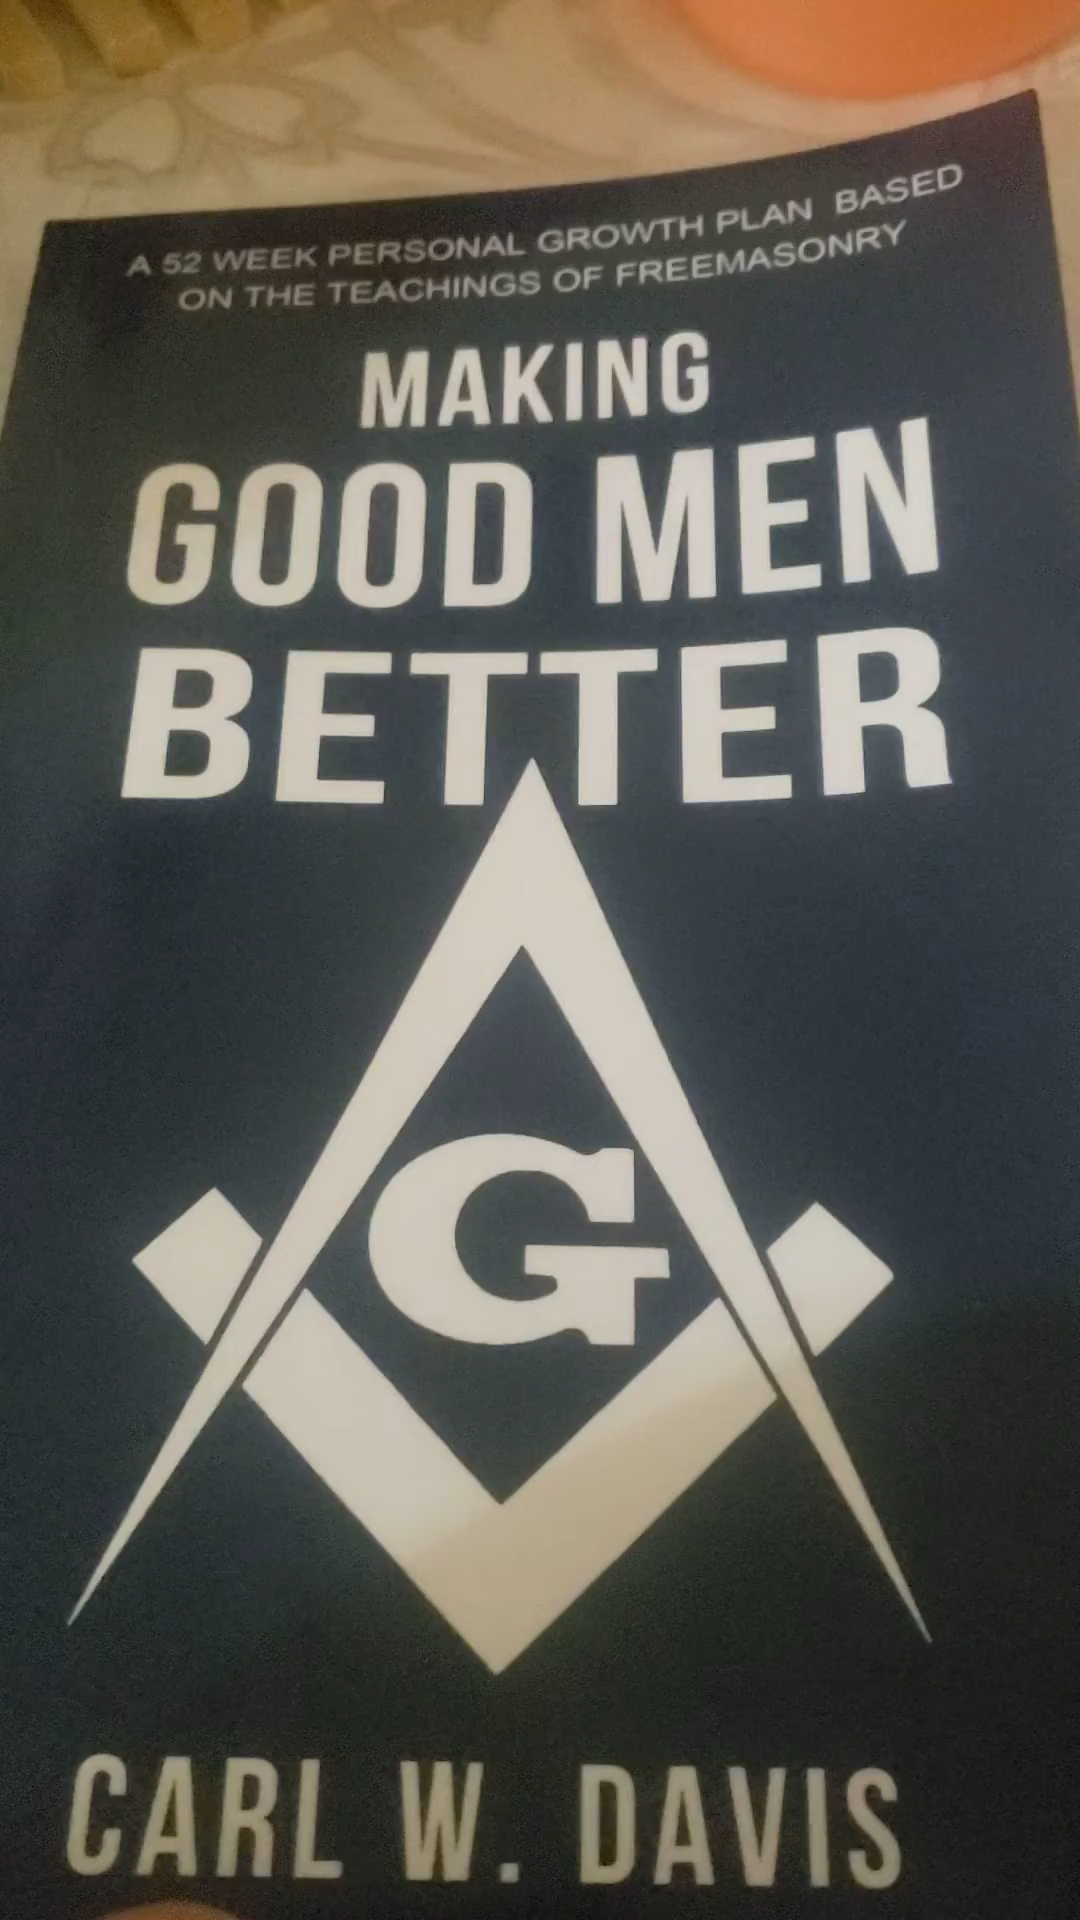 A 52 WEEK PERSONAL GROWTH PLAN BASED
ON THE TEACHINGS OF FREEMASONRY
MAKING
GOOD MEN
BETTER
G
CARL W. DAVIS